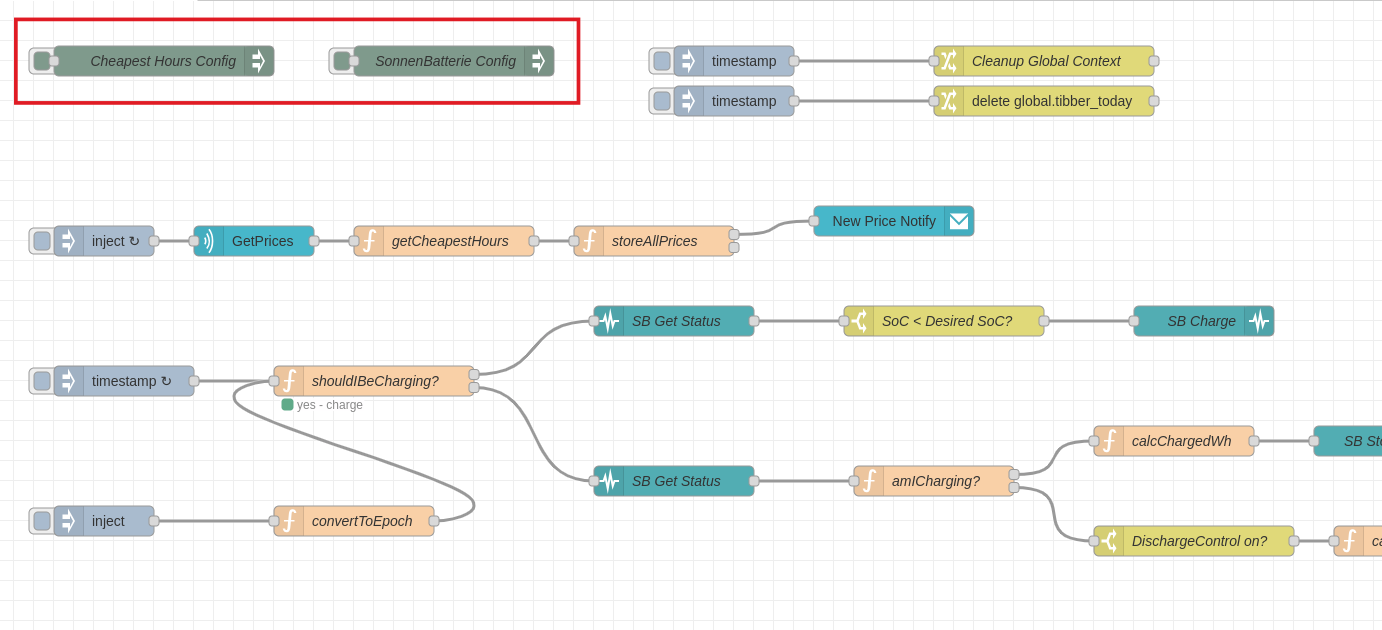 Cheapest Hours Config
SonnenBatterie Config
timestamp
Cleanup Global Context
timestamp
delete global.tibber_today
New Price Notify
inject ↻
GetPrices
getCheapestHours
storeAllPrices
SB Get Status
SoC < Desired SoC?
SB Charge
timestamp ↻
shouldIBeCharging?
yes - charge
calcChargedWh
SB
SB Get Status
amICharging?
inject
convertToEpoch
DischargeControl on?